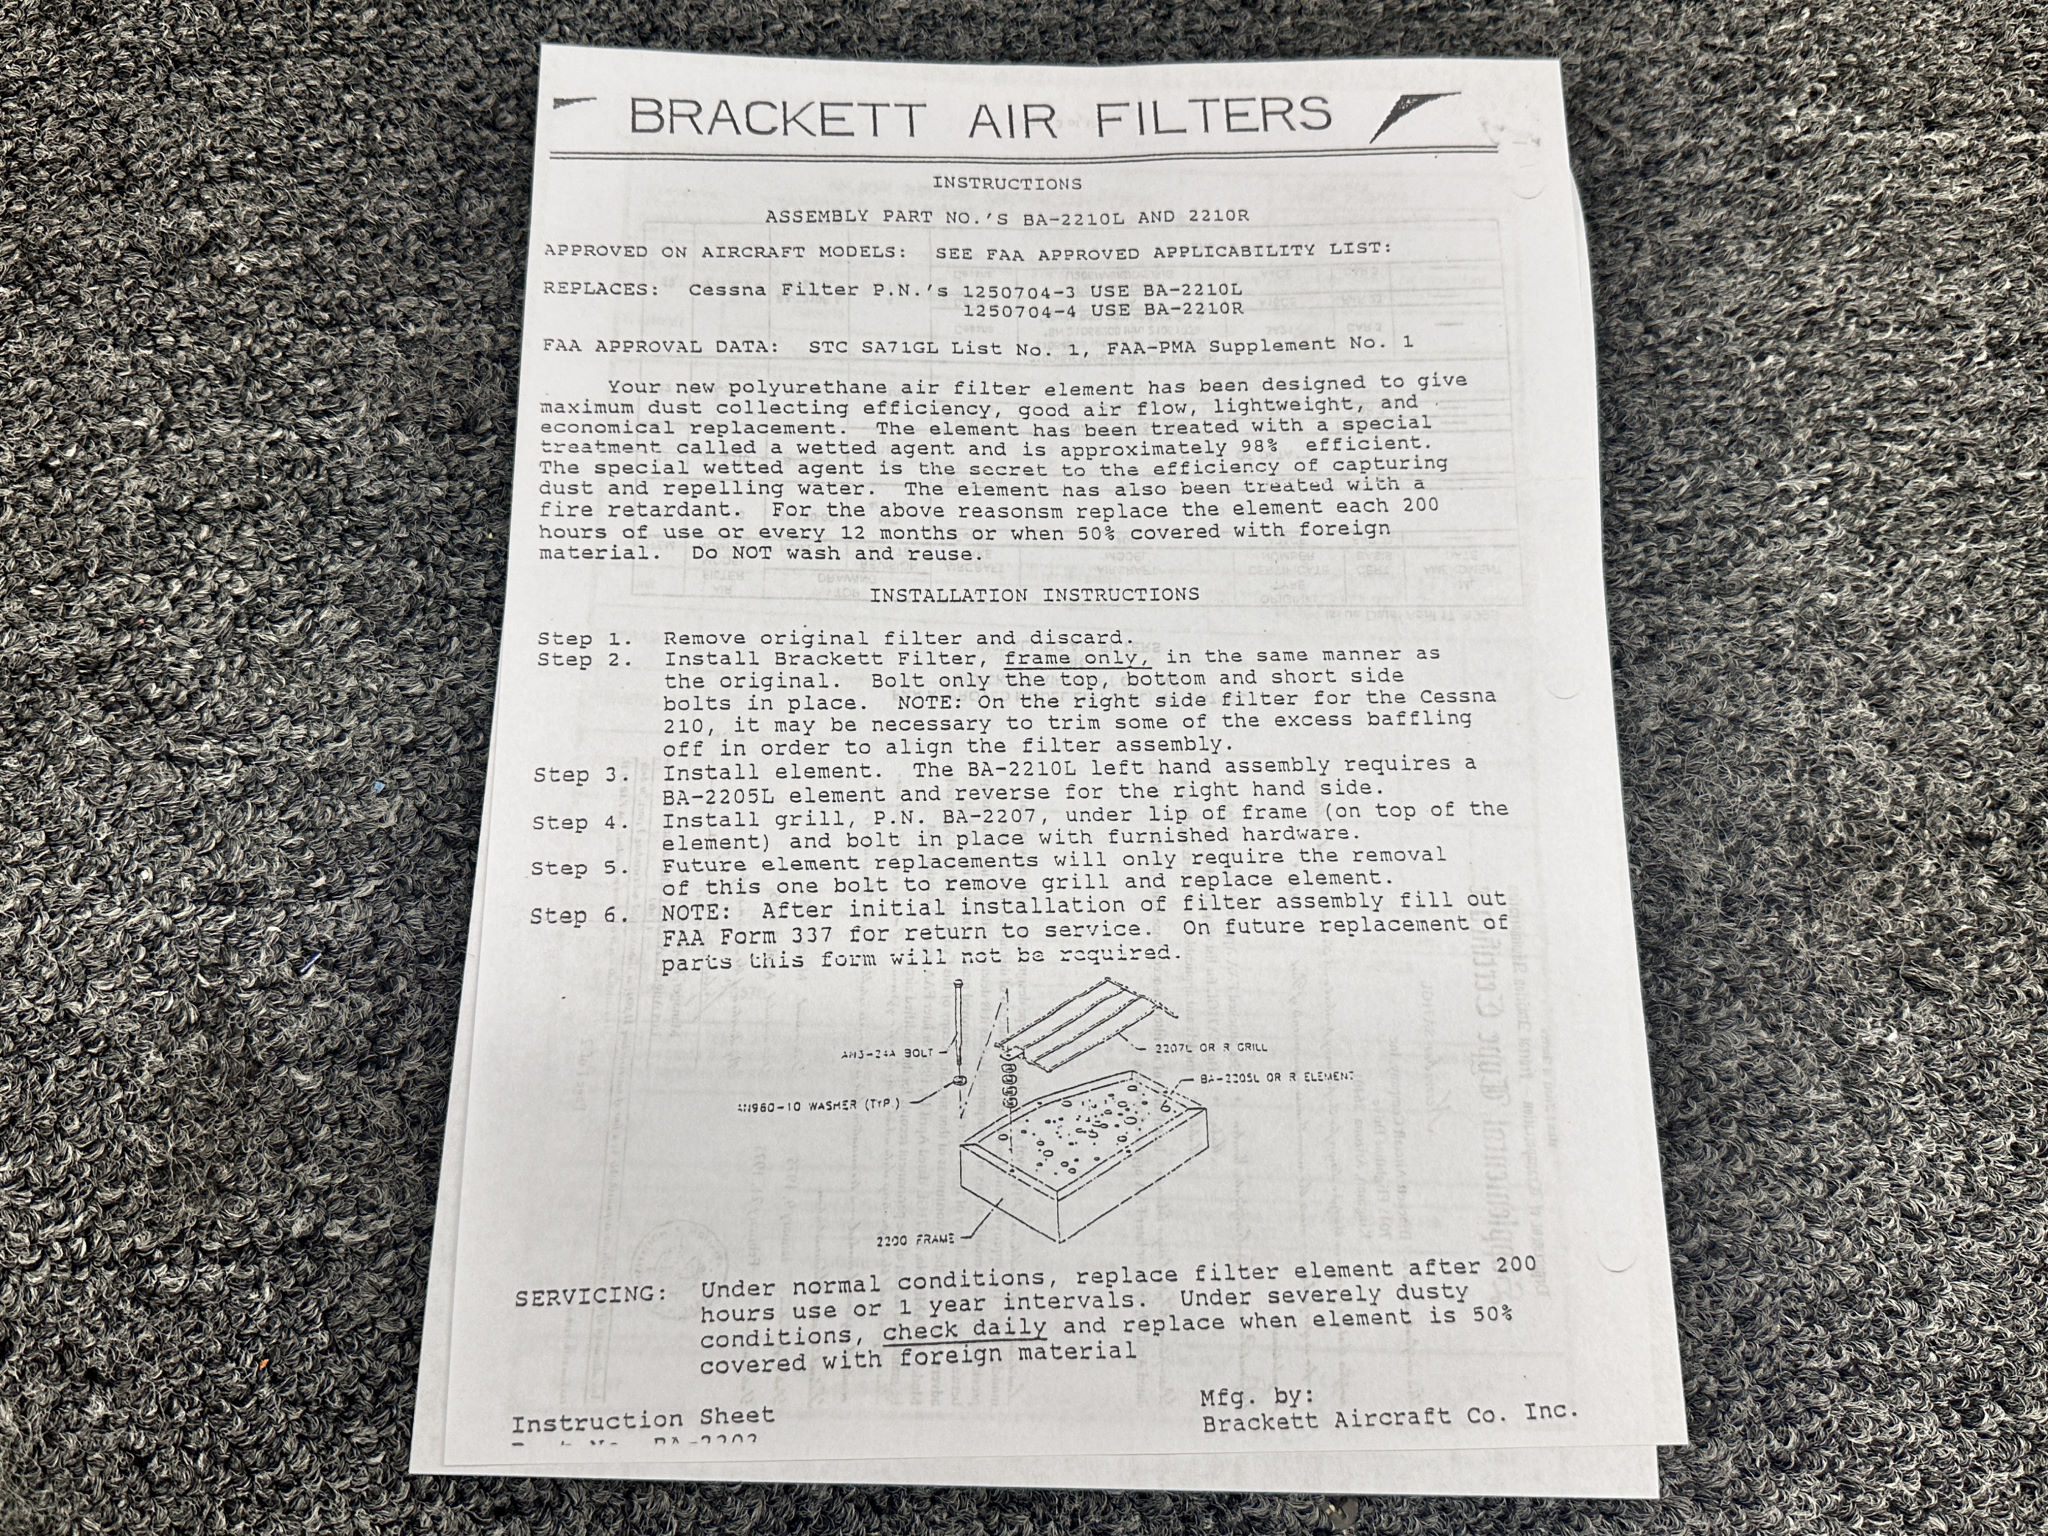 BRACKETT AIR FILTERS
INSTRUCTIONS
ASSEMBLY PART NO.'S BA-2210L AND 2210R
APPROVED ON AIRCRAFT MODELS: SEE FAA APPROVED APPLICABILITY LIST:
REPLACES: Cessna Filter P.N.'s 1250704-3 USE BA-2210L
1250704-4 USE BA-2210R
FAA APPROVAL DATA: STC SA71GL List No. 1, FAA-PMA Supplement No. 1
Your new polyurethane air filter element has been designed to give
maximum dust collecting efficiency, good air flow, lightweight, and
economical replacement. The element has been treated with a special
treatment called a wetted agent and is approximately 98% efficient.
The special wetted agent is the secret to the efficiency of capturing
dust and repelling water. The element has also been treated with a
fire retardant. For the above reasonsm replace the element each 200
hours of use or every 12 months or when 50% covered with foreign
material. Do NOT wash and reuse.
INSTALLATION INSTRUCTIONS
Step 1. Remove original filter and discard.
Step 2. Install Brackett Filter, frame only, in the same manner as
the original. Bolt only the top, bottom and short side
bolts in place. NOTE: On the right side filter for the Cessna
210, it may be necessary to trim some of the excess baffling
off in order to align the filter assembly.
Step 3. Install element. The BA-2210L left hand assembly requires a
BA-2205L element and reverse for the right hand side.
Step 4. Install grill, P.N. BA-2207, under lip of frame (on top of the
element) and bolt in place with furnished hardware.
Step 5. Future element replacements will only require the removal
of this one bolt to remove grill and replace element.
Step 6. NOTE: After initial installation of filter assembly fill out
FAA Form 337 for return to service. On future replacement of
parts this form will not be required.
AN3-24A BOLT
2207L OR R GRILL
BA-2205L OR R ELEMENT
AN960-10 WASHER (TYP.)
2200 FRAME
SERVICING: Under normal conditions, replace filter element after 200
hours use or 1 year intervals. Under severely dusty
conditions, check daily and replace when element is 50%
covered with foreign material
Mfg. by:
Instruction Sheet
Brackett Aircraft Co. Inc.